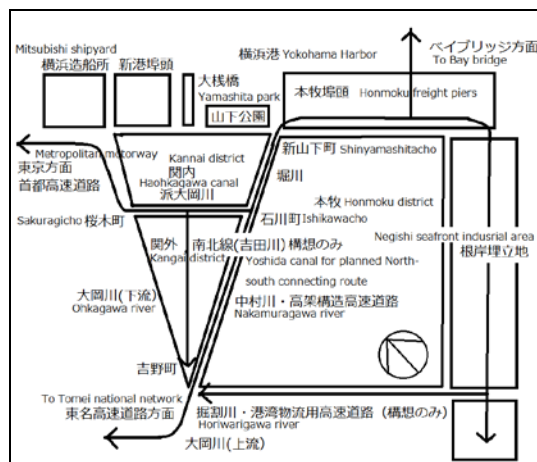 Mitsubishi shipyard
横浜造船所
新港埠頭
大桟橋
Yamashita park
山下公園
横浜港 Yokohama Harbor
ベイブリッジ方面
To Bay bridge
本牧埠頭 Honmoku freight piers
Metropolitan motorway
東京方面
首都高速道路
Kannai district
関内
Haohkagawa canal
派大岡川
新山下町 Shinyamashitacho
堀川
本牧 Honmoku district
Sakuragicho 桜木町
石川町 Ishikawacho
Negishi seafront indusrial area
根岸埋立地
関外
Kangai district
南北線(吉田川)構想のみ
Yoshida canal for planned North-
south connecting route
大岡川(下流)
Ohkagawa river
中村川・高架構造高速道路
Nakamuragawa river
吉野町
To Tomei national network
東名高速道路方面
掘割川・港湾物流用高速道路(構想のみ)
Horiwarigawa river
大岡川(上流)